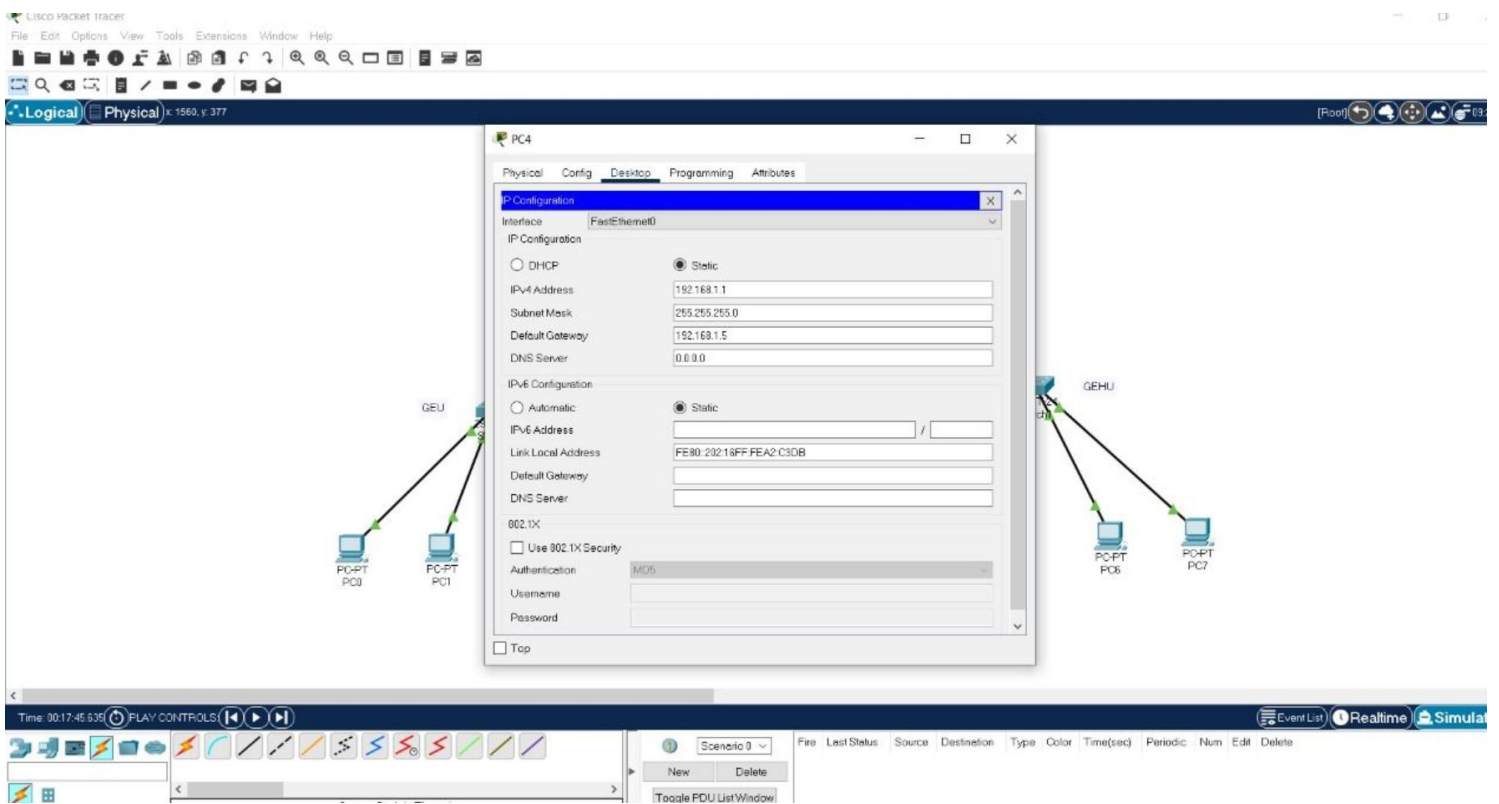 Cisco Packet Tracer
File Edit Options View Tools Extensions Window Help
Logical Physical x: 1560, y: 377
[Root]
PC4
Physical Config Desktop Programming Attributes
IP Configuration X
Interface FastEthernet0
IP Configuration
DHCP Static
IPv4 Address 192.168.1.1
Subnet Mask 255.255.255.0
Default Gateway 192.168.1.5
DNS Server 0.0.0.0
IPv6 Configuration
Automatic Static
IPv6 Address /
Link Local Address FE80::202:16FF:FEA2:C3DB
Default Gateway
DNS Server
802.1X
Use 802.1X Security
Authentication MD5
Username
Password
Top
GEU
GEHU
PC-PT
PC0
PC-PT
PC1
PC-PT
PC6
PC-PT
PC7
Time: 00:17:45.635 PLAY CONTROLS:
Event List Realtime Simulat
Scenario 0
New Delete
Toggle PDU List Window
Fire Last Status Source Destination Type Color Time(sec) Periodic Num Edit Delete